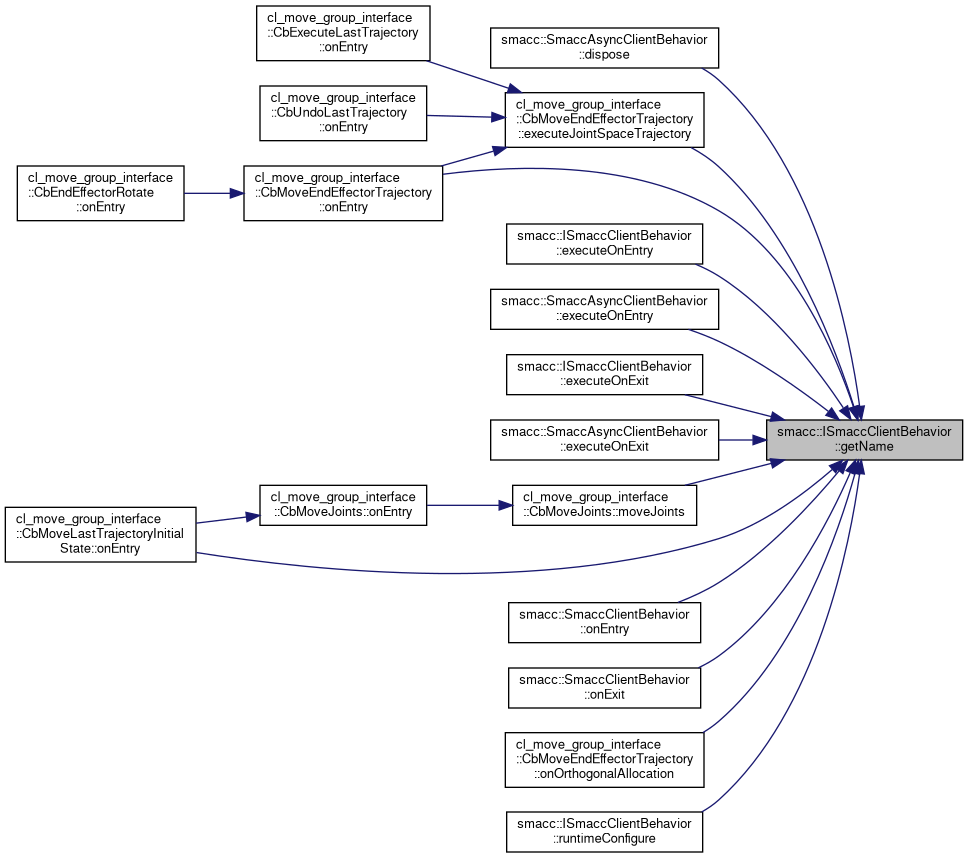 cl_move_group_interface
::CbExecuteLastTrajectory
::onEntry
smacc::SmaccAsyncClientBehavior
::dispose
cl_move_group_interface
::CbUndoLastTrajectory
::onEntry
cl_move_group_interface
::CbMoveEndEffectorTrajectory
::executeJointSpaceTrajectory
cl_move_group_interface
::CbEndEffectorRotate
::onEntry
cl_move_group_interface
::CbMoveEndEffectorTrajectory
::onEntry
smacc::ISmaccClientBehavior
::executeOnEntry
smacc::SmaccAsyncClientBehavior
::executeOnEntry
smacc::ISmaccClientBehavior
::executeOnExit
smacc::SmaccAsyncClientBehavior
::executeOnExit
smacc::ISmaccClientBehavior
::getName
cl_move_group_interface
::CbMoveLastTrajectoryInitial
State::onEntry
cl_move_group_interface
::CbMoveJoints::onEntry
cl_move_group_interface
::CbMoveJoints::moveJoints
smacc::SmaccClientBehavior
::onEntry
smacc::SmaccClientBehavior
::onExit
cl_move_group_interface
::CbMoveEndEffectorTrajectory
::onOrthogonalAllocation
smacc::ISmaccClientBehavior
::runtimeConfigure